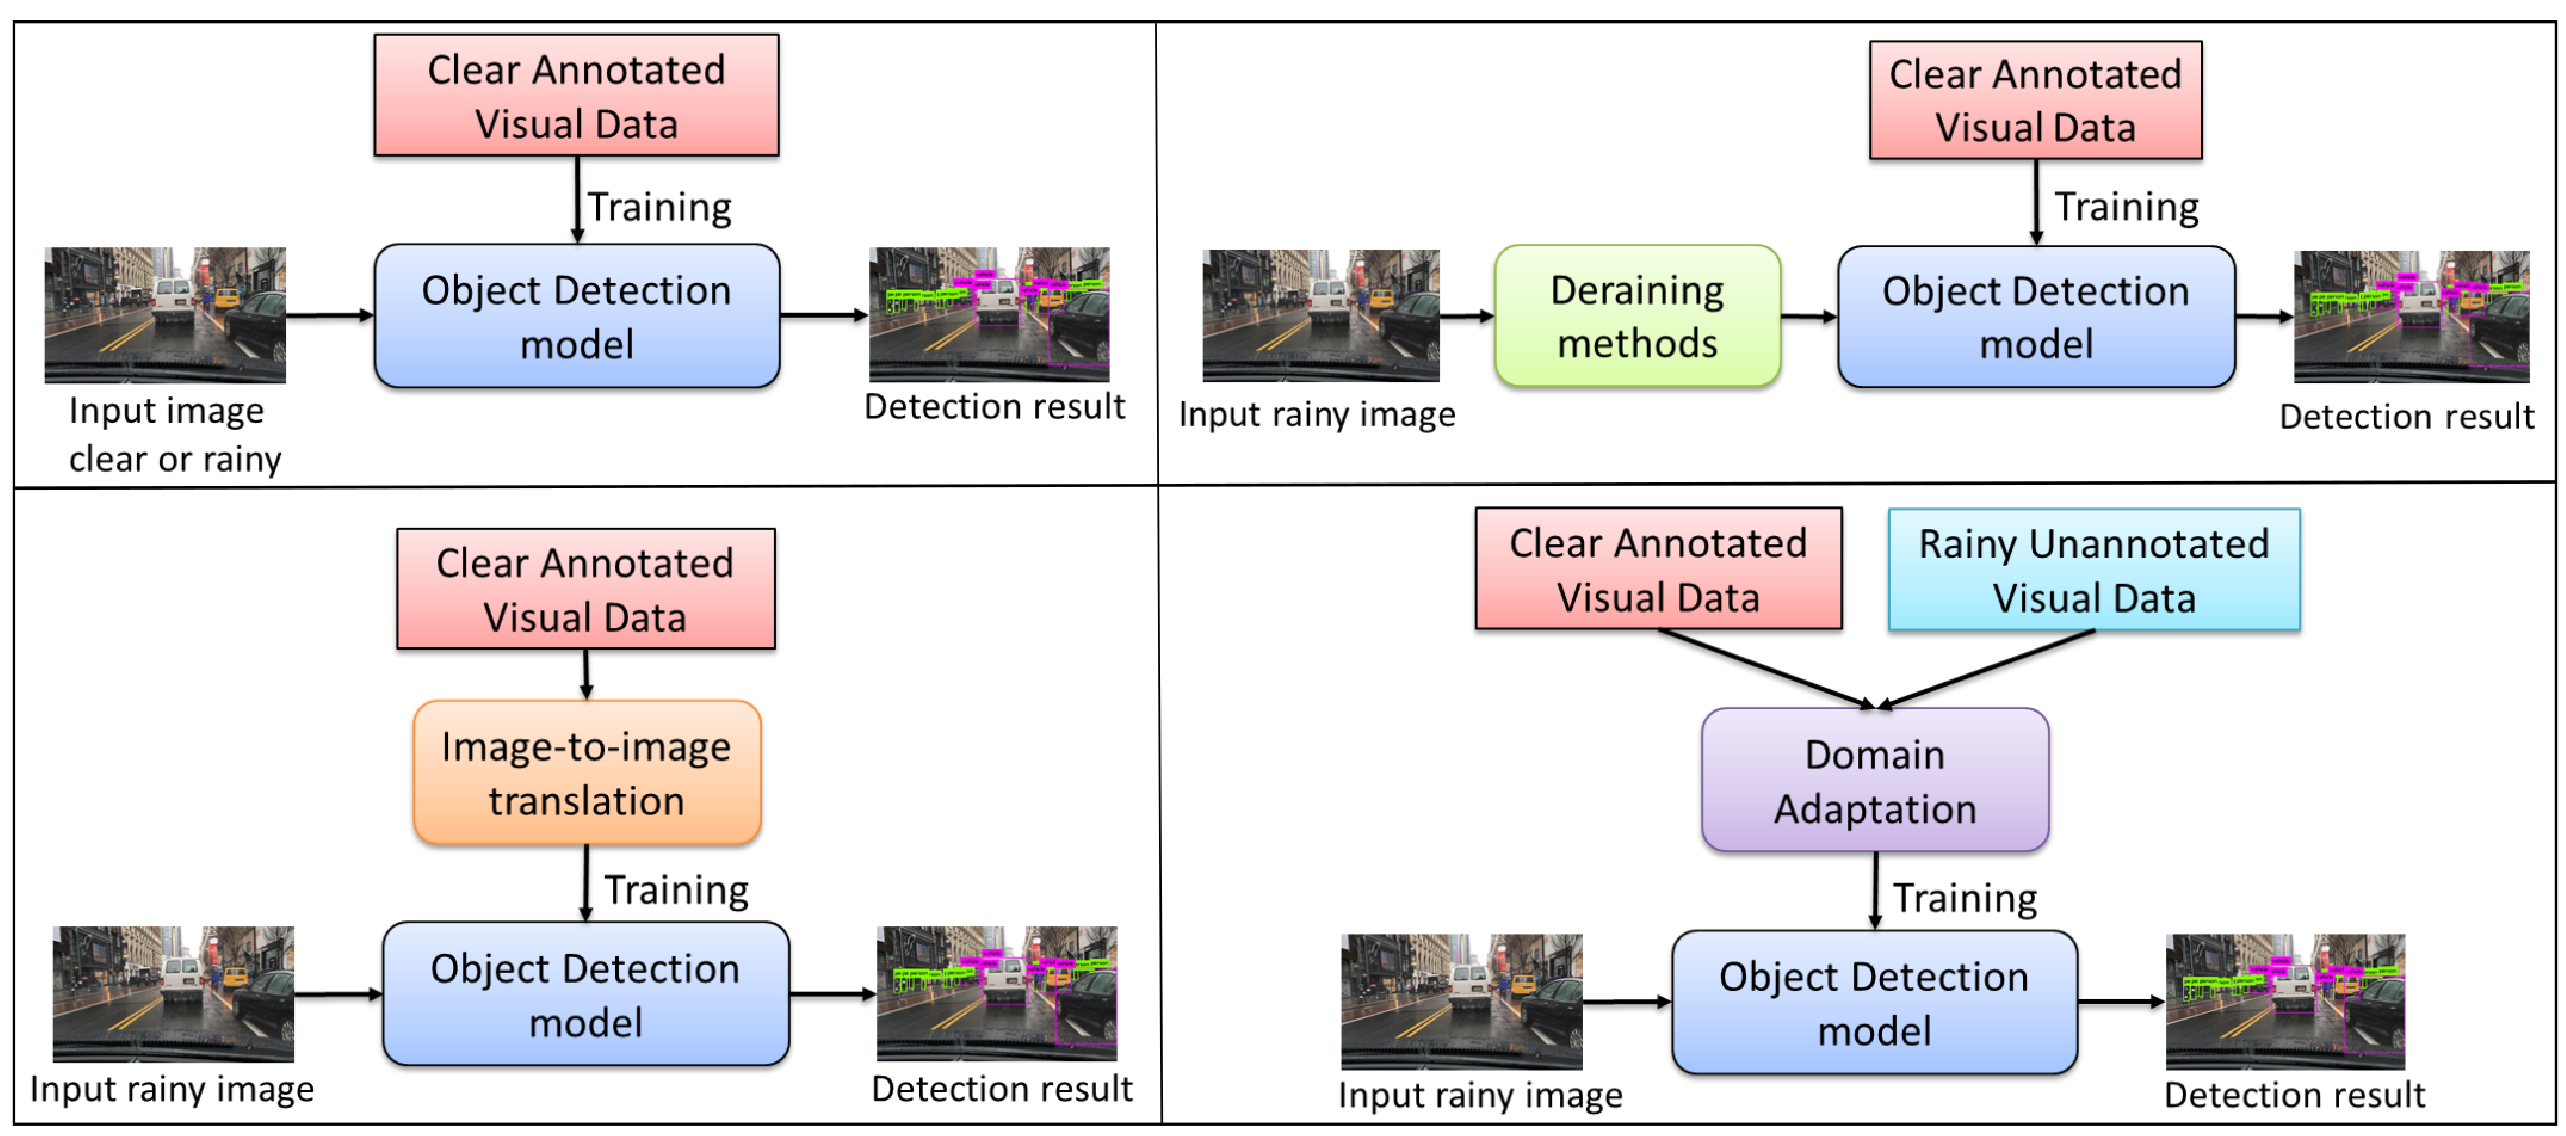 Clear Annotated
Visual Data
Training
Object Detection
model
Input image
clear or rainy
Detection result
Clear Annotated
Visual Data
Training
Deraining
methods
Object Detection
model
Input rainy image
Detection result
Clear Annotated
Visual Data
Image-to-image
translation
Training
Object Detection
model
Input rainy image
Detection result
Clear Annotated
Visual Data
Rainy Unannotated
Visual Data
Domain
Adaptation
Training
Object Detection
model
Input rainy image
Detection result